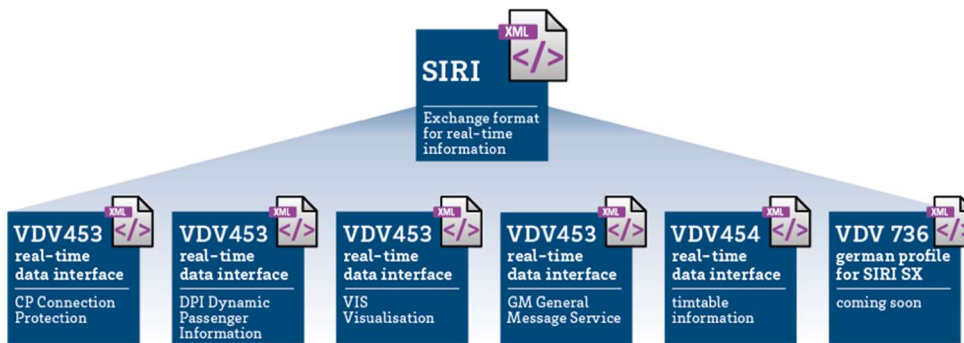 XML
</>
SIRI
Exchange format
for real-time
information
XML
</>
VDV453
real-time
data interface
CP Connection
Protection
XML
</>
VDV453
real-time
data interface
DPI Dynamic
Passenger
Information
XML
</>
VDV453
real-time
data interface
VIS
Visualisation
XML
</>
VDV453
real-time
data interface
GM General
Message Service
XML
</>
VDV454
real-time
data interface
timtable
information
XML
</>
VDV 736
german profile
for SIRI SX
coming soon